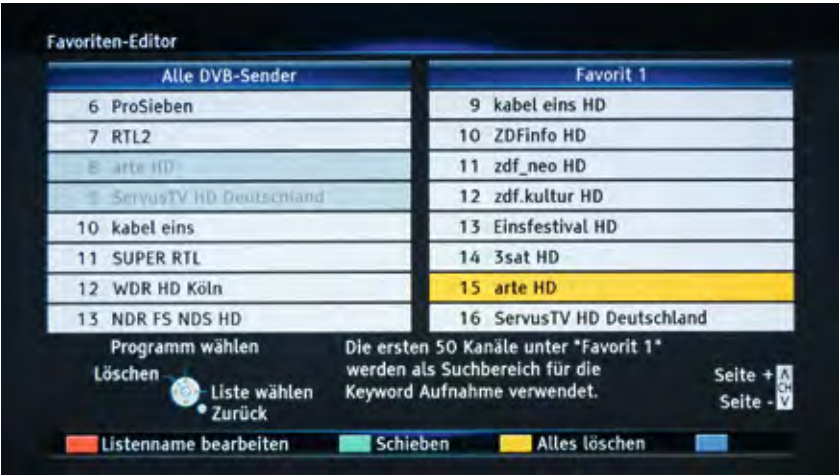 Favoriten-Editor
Alle DVB-Sender
6 ProSieben
7 RTL2
8 arte HD
9 ServusTV HD Deutschland
10 kabel eins
11 SUPER RTL
12 WDR HD Köln
13 NDR FS NDS HD
Favorit 1
9 kabel eins HD
10 ZDFinfo HD
11 zdf_neo HD
12 zdf.kultur HD
13 Einsfestival HD
14 3sat HD
15 arte HD
16 ServusTV HD Deutschland
Programm wählen
Löschen
Liste wählen
Zurück
Die ersten 50 Kanäle unter "Favorit 1"
werden als Suchbereich für die
Keyword Aufnahme verwendet.
Seite +
CH
Seite -
Listenname bearbeiten
Schieben
Alles löschen